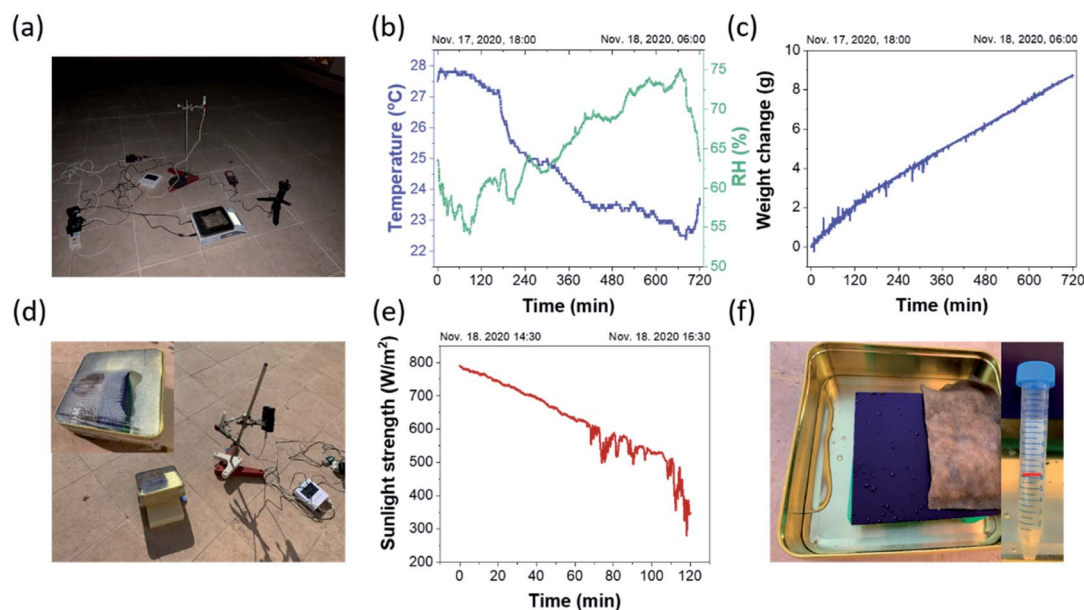 (a)
(b)
Nov. 17, 2020, 18:00 Nov. 18, 2020, 06:00
Temperature (°C)
28
27
26
25
24
23
22
RH (%)
75
70
65
60
55
50
0 120 240 360 480 600 720
Time (min)
(c)
Nov. 17, 2020, 18:00 Nov. 18, 2020, 06:00
Weight change (g)
10
8
6
4
2
0
0 120 240 360 480 600 720
Time (min)
(d)
(e)
Nov. 18. 2020 14:30 Nov. 18. 2020 16:30
Sunlight strength (W/m²)
800
700
600
500
400
300
200
0 20 40 60 80 100 120
Time (min)
(f)